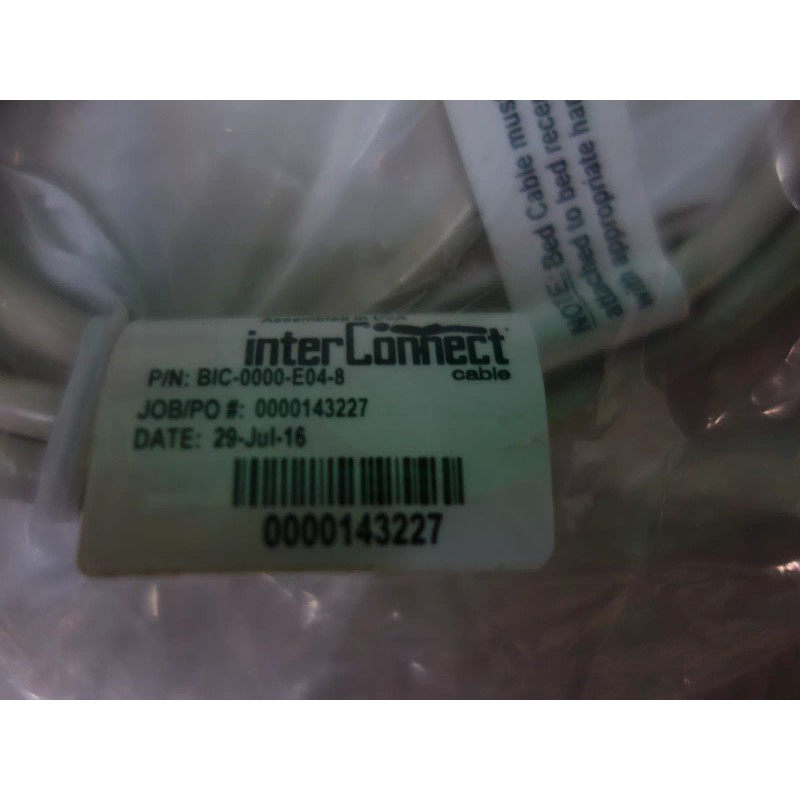 Assembled in USA
interConnect™
cable
P/N: BIC-0000-E04-8
JOB/PO #: 0000143227
DATE: 29-Jul-16
0000143227
NOTE: Bed Cable mus
attached to bed rece
with appropriate har